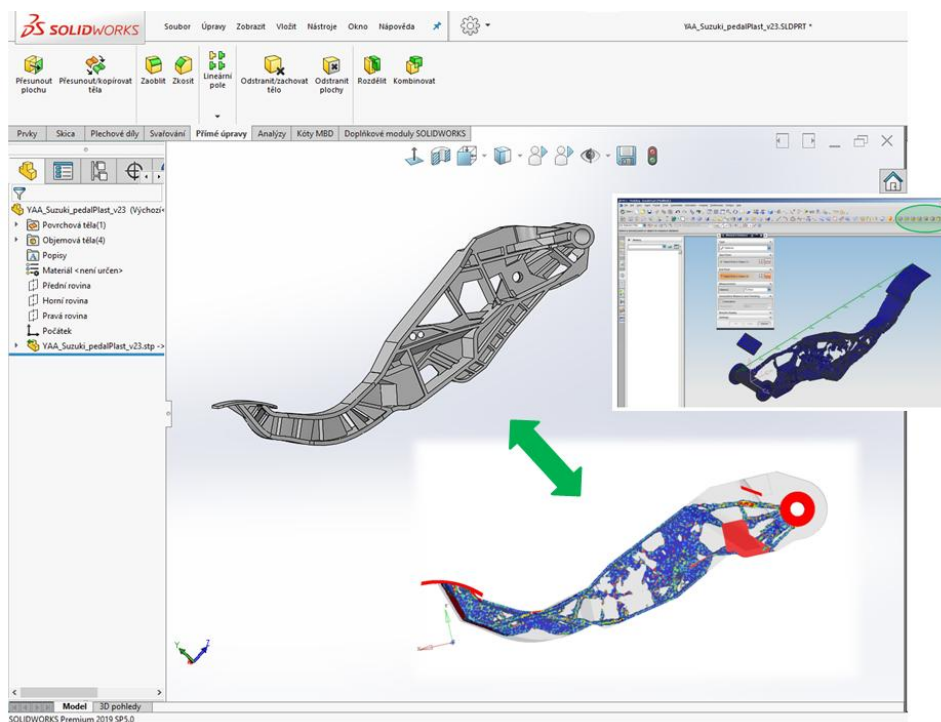 SOLIDWORKS
Soubor Úpravy Zobrazit Vložit Nástroje Okno Nápověda
YAA_Suzuki_pedalPlast_v23.SLDPRT *
Přesunout plochu
Přesunout/kopírovat těla
Zaoblit
Zkosit
Lineární pole
Odstranit/zachovat tělo
Odstranit plochy
Rozdělit
Kombinovat
Prvky Skica Plechové díly Svařování Přímé úpravy Analýzy Kóty MBD Doplňkové moduly SOLIDWORKS
YAA_Suzuki_pedalPlast_v23 (Výchozí<
Povrchová těla(1)
Objemová těla(4)
Popisy
Materiál <není určen>
Přední rovina
Horní rovina
Pravá rovina
Počátek
YAA_Suzuki_pedalPlast_v23.stp ->
Y
Z
Model 3D pohledy
SOLIDWORKS Premium 2019 SP5.0